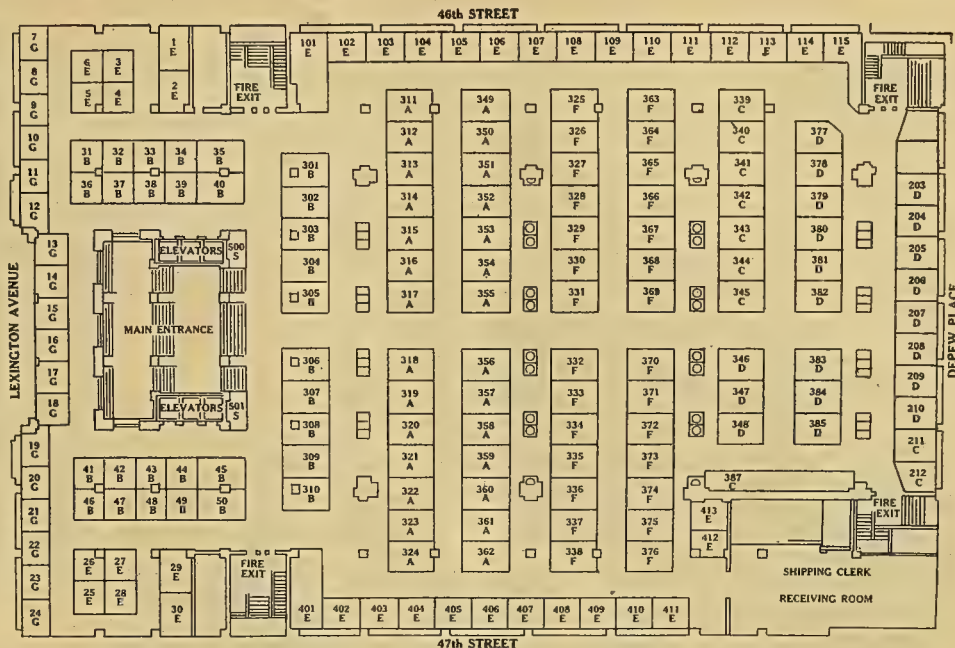 46th STREET
7 G
8 G
9 G
10 G
11 G
12 G
13 G
14 G
15 G
16 G
17 G
18 G
19 G
20 G
21 G
22 G
23 G
24 G
LEXINGTON AVENUE
6 E
3 E
5 E
4 E
1 E
2 E
FIRE EXIT
101 E
102 E
103 E
104 E
105 E
106 E
107 E
108 E
109 E
110 E
111 E
112 E
113 E
114 E
115 E
FIRE EXIT
31 B
32 B
33 B
34 B
35 B
36 B
37 B
38 B
39 B
40 B
ELEVATORS
500 S
MAIN ENTRANCE
ELEVATORS
501 S
41 B
42 B
43 B
44 B
45 B
46 B
47 B
48 B
49 B
50 B
26 E
27 E
25 E
28 E
29 E
30 E
FIRE EXIT
301 B
302 B
303 B
304 B
305 B
306 B
307 B
308 B
309 B
310 B
311 A
312 A
313 A
314 A
315 A
316 A
317 A
318 A
319 A
320 A
321 A
322 A
323 A
324 A
349 A
350 A
351 A
352 A
353 A
354 A
355 A
356 A
357 A
358 A
359 A
360 A
361 A
362 A
325 F
326 F
327 F
328 F
329 F
330 F
331 F
332 F
333 F
334 F
335 F
336 F
337 F
338 F
363 F
364 F
365 F
366 F
367 F
368 F
369 F
370 F
371 F
372 F
373 F
374 F
375 F
376 F
339 C
340 C
341 C
342 C
343 C
344 C
345 C
346 D
347 D
348 D
377 D
378 D
379 D
380 D
381 D
382 D
383 D
384 D
385 D
387 C
413 E
412 E
203 D
204 D
205 D
206 D
207 D
208 D
209 D
210 D
211 C
212 C
DEPEW PLACE
FIRE EXIT
SHIPPING CLERK
RECEIVING ROOM
401 E
402 E
403 E
404 E
405 E
406 E
407 E
408 E
409 E
410 E
411 E
47th STREET